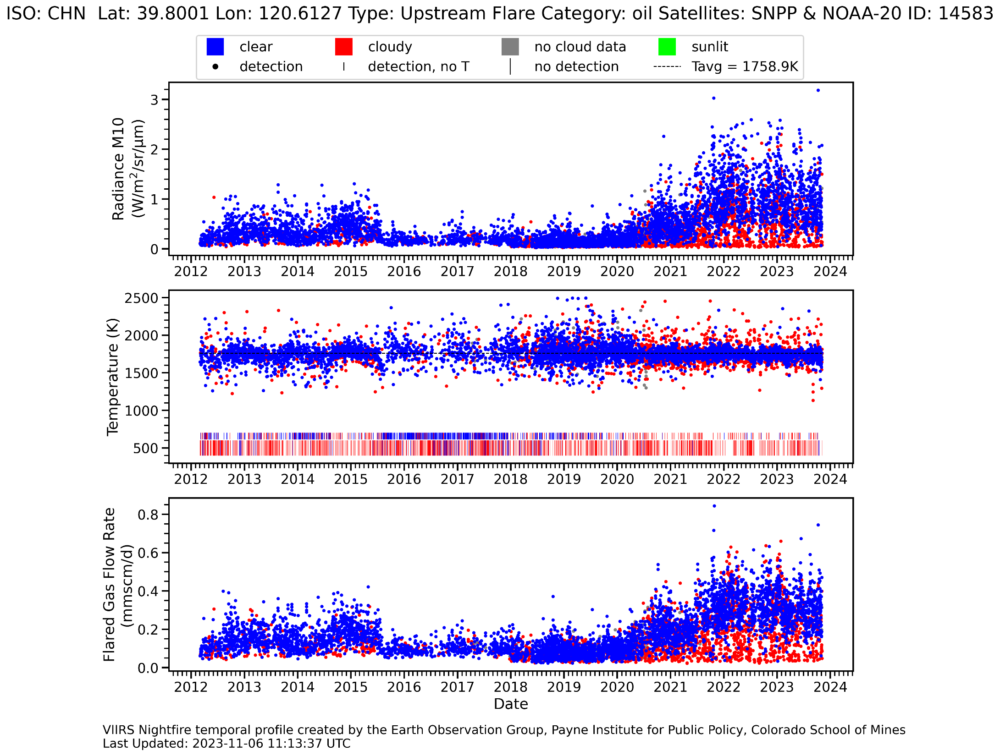 ISO: CHN  Lat: 39.8001 Lon: 120.6127 Type: Upstream Flare Category: oil Satellites: SNPP & NOAA-20 ID: 14583
clear cloudy no cloud data sunlit
detection detection, no T no detection Tavg = 1758.9K
Radiance M10
(W/m²/sr/μm)
3
2
1
0
2012 2013 2014 2015 2016 2017 2018 2019 2020 2021 2022 2023 2024
Temperature (K)
2500
2000
1500
1000
500
2012 2013 2014 2015 2016 2017 2018 2019 2020 2021 2022 2023 2024
Flared Gas Flow Rate
(mmscm/d)
0.8
0.6
0.4
0.2
0.0
2012 2013 2014 2015 2016 2017 2018 2019 2020 2021 2022 2023 2024
Date
VIIRS Nightfire temporal profile created by the Earth Observation Group, Payne Institute for Public Policy, Colorado School of Mines
Last Updated: 2023-11-06 11:13:37 UTC